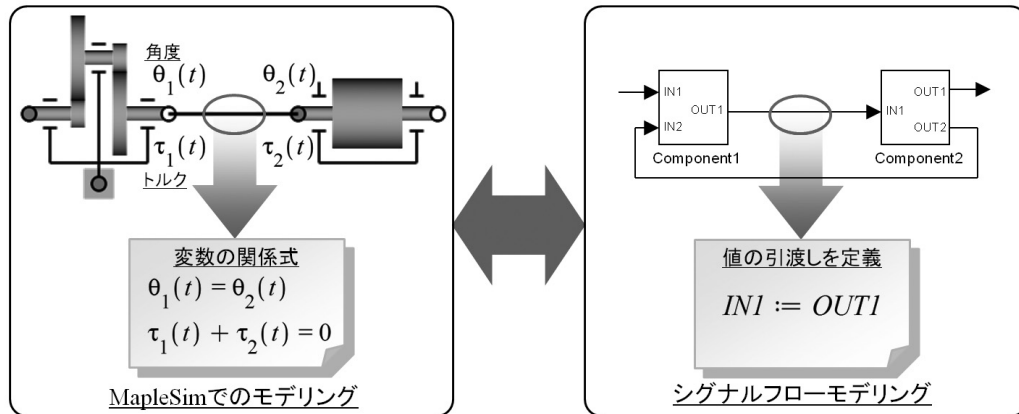 角度
θ₁(t)
θ₂(t)
τ₁(t)
τ₂(t)
トルク
変数の関係式
θ₁(t) = θ₂(t)
τ₁(t) + τ₂(t) = 0
MapleSimでのモデリング
IN1
OUT1
IN2
Component1
OUT1
IN1
OUT2
Component2
値の引渡しを定義
IN1 := OUT1
シグナルフローモデリング